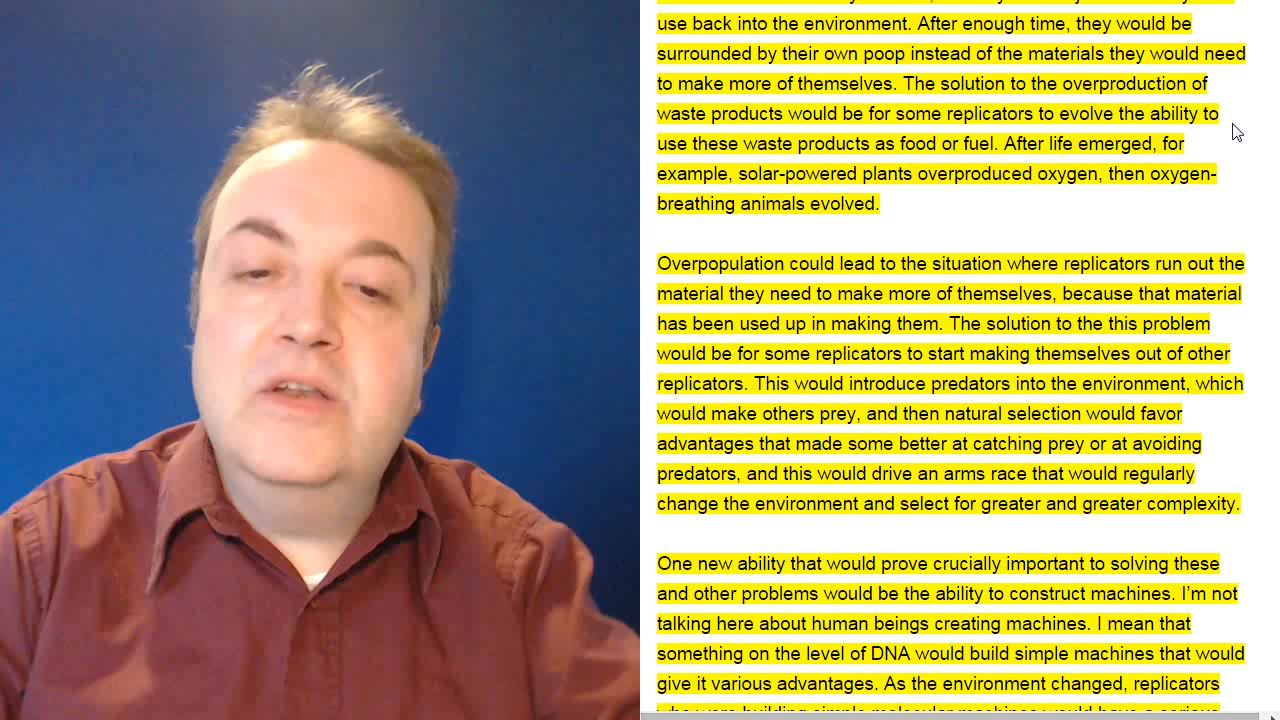 use back into the environment. After enough time, they would be
surrounded by their own poop instead of the materials they would need
to make more of themselves. The solution to the overproduction of
waste products would be for some replicators to evolve the ability to
use these waste products as food or fuel. After life emerged, for
example, solar-powered plants overproduced oxygen, then oxygen-
breathing animals evolved.
Overpopulation could lead to the situation where replicators run out the
material they need to make more of themselves, because that material
has been used up in making them. The solution to the this problem
would be for some replicators to start making themselves out of other
replicators. This would introduce predators into the environment, which
would make others prey, and then natural selection would favor
advantages that made some better at catching prey or at avoiding
predators, and this would drive an arms race that would regularly
change the environment and select for greater and greater complexity.
One new ability that would prove crucially important to solving these
and other problems would be the ability to construct machines. I'm not
talking here about human beings creating machines. I mean that
something on the level of DNA would build simple machines that would
give it various advantages. As the environment changed, replicators